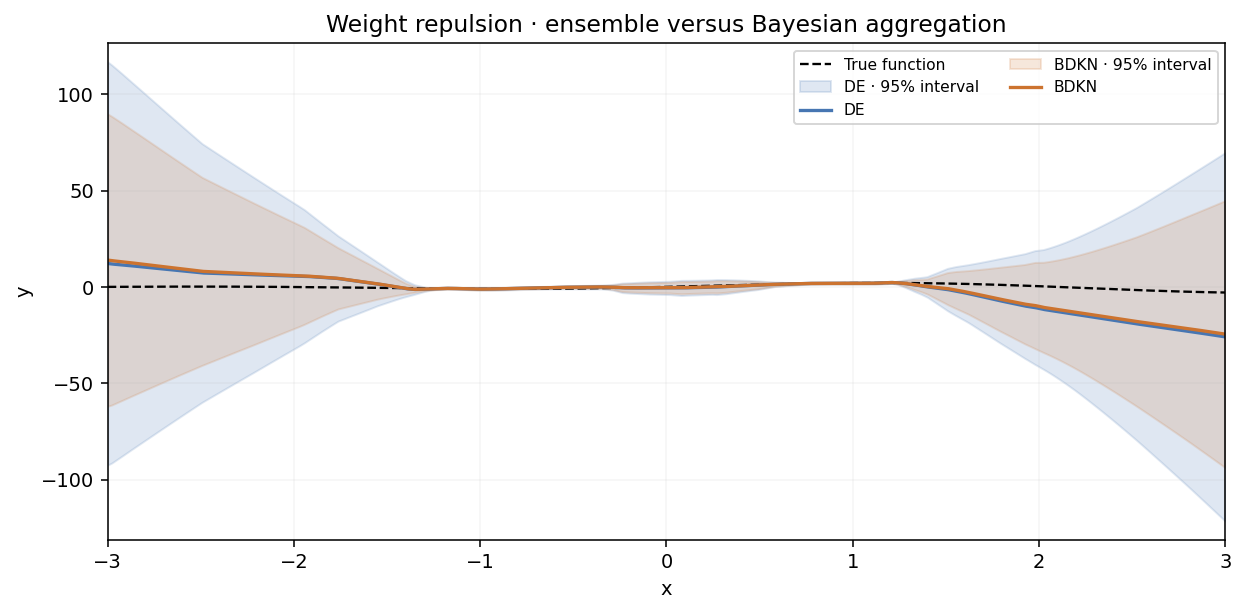 Weight repulsion · ensemble versus Bayesian aggregation
True function
DE · 95% interval
DE
BDKN · 95% interval
BDKN
y
100
50
0
−50
−100
−3
−2
−1
0
1
2
3
x